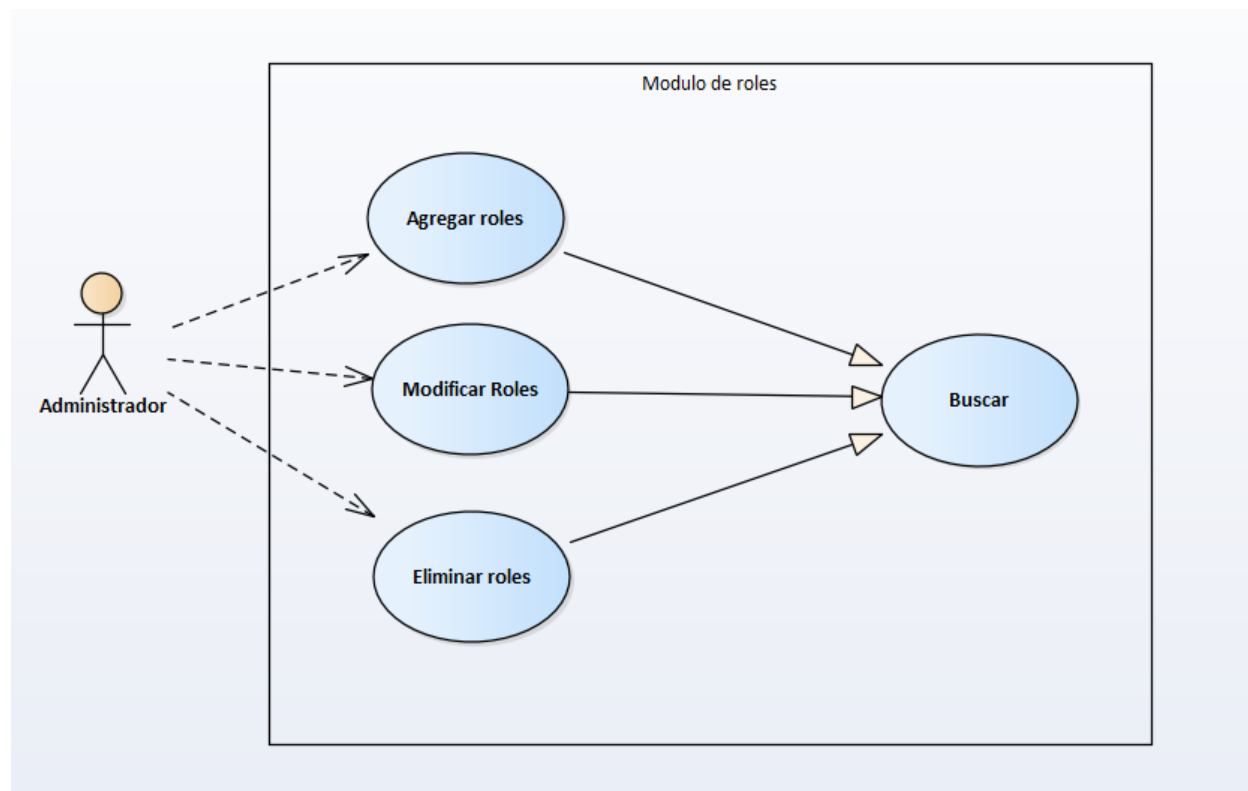 Modulo de roles
Agregar roles
Modificar Roles
Buscar
Administrador
Eliminar roles